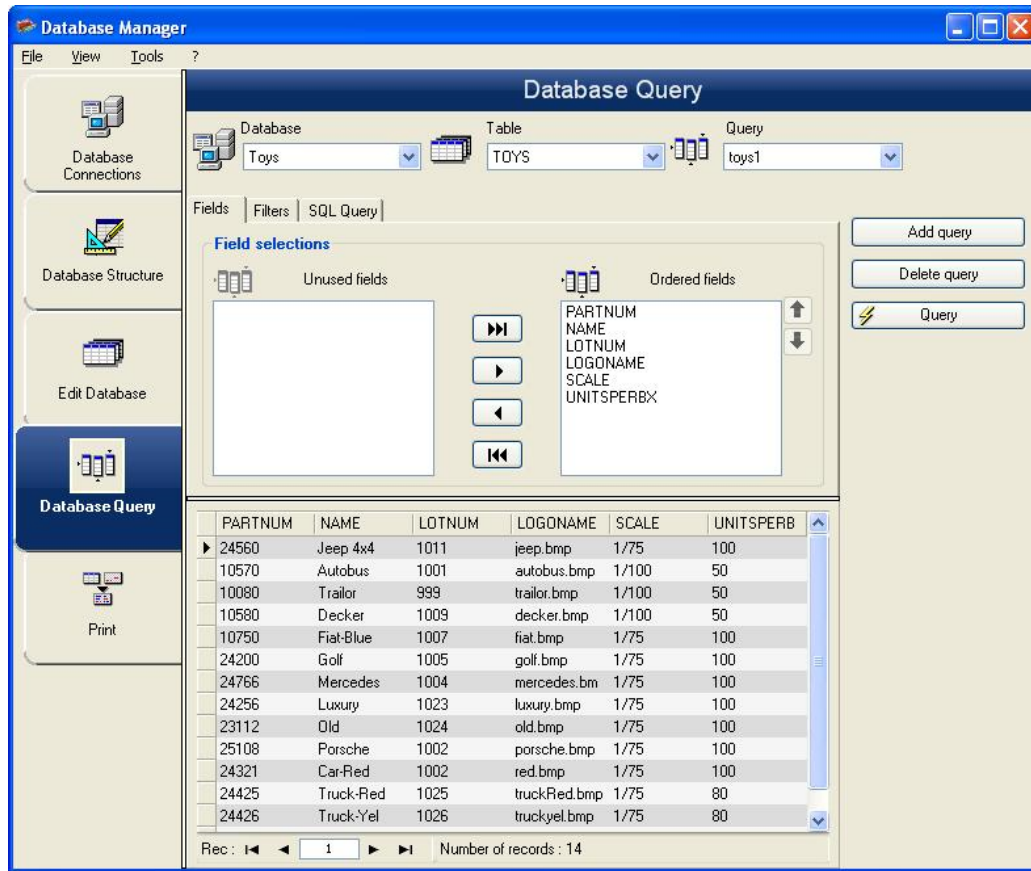 Database Manager
File View Tools ?
Database Connections
Database Structure
Edit Database
Database Query
Print
Database Query
Database Table Query
Toys TOYS toys1
Fields Filters SQL Query
Field selections
Unused fields Ordered fields
PARTNUM
NAME
LOTNUM
LOGONAME
SCALE
UNITSPERBX
Add query
Delete query
Query
PARTNUM NAME LOTNUM LOGONAME SCALE UNITSPERB
24560 Jeep 4x4 1011 jeep.bmp 1/75 100
10570 Autobus 1001 autobus.bmp 1/100 50
10080 Trailor 999 trailor.bmp 1/100 50
10580 Decker 1009 decker.bmp 1/100 50
10750 Fiat-Blue 1007 fiat.bmp 1/75 100
24200 Golf 1005 golf.bmp 1/75 100
24766 Mercedes 1004 mercedes.bm 1/75 100
24256 Luxury 1023 luxury.bmp 1/75 100
23112 Old 1024 old.bmp 1/75 100
25108 Porsche 1002 porsche.bmp 1/75 100
24321 Car-Red 1002 red.bmp 1/75 100
24425 Truck-Red 1025 truckRed.bmp 1/75 80
24426 Truck-Yel 1026 truckyel.bmp 1/75 80
Rec : 1 Number of records : 14